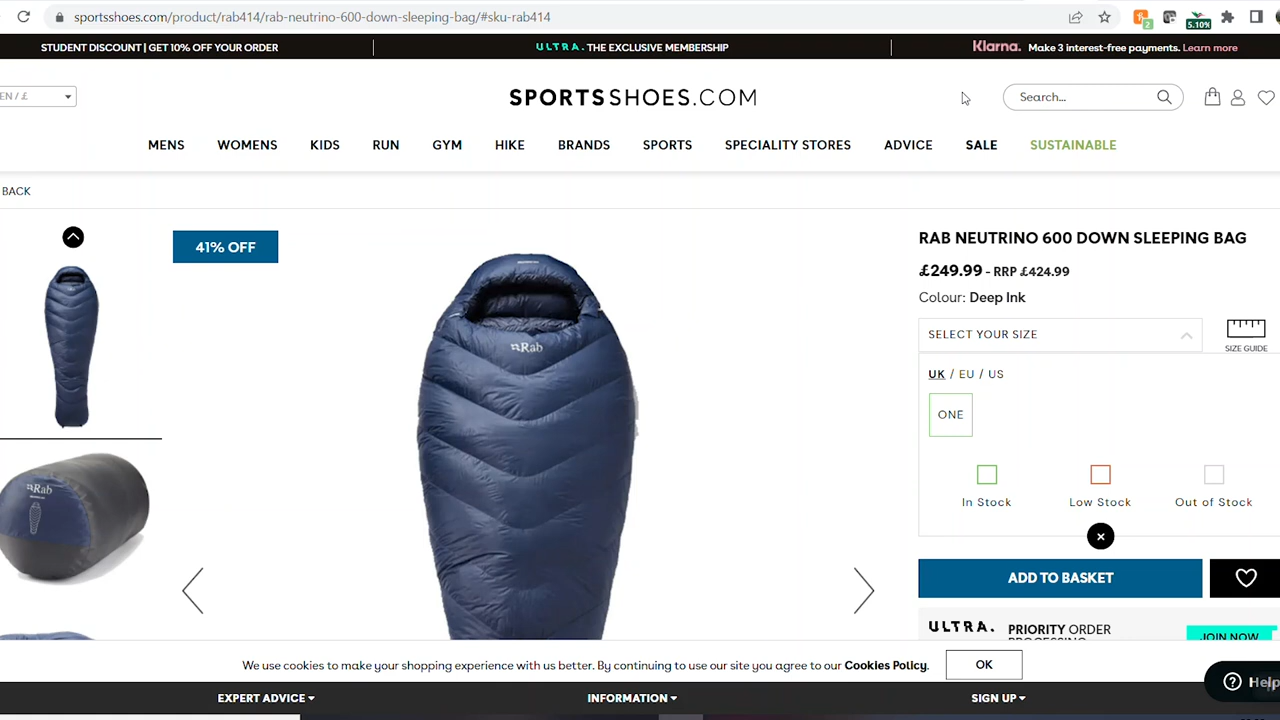 sportsshoes.com/product/rab414/rab-neutrino-600-down-sleeping-bag/#sku-rab414
2
5.10%
STUDENT DISCOUNT | GET 10% OFF YOUR ORDER
ULTRA. THE EXCLUSIVE MEMBERSHIP
Klarna. Make 3 interest-free payments. Learn more
EN / £
SPORTSSHOES.COM
Search...
MENS WOMENS KIDS RUN GYM HIKE BRANDS SPORTS SPECIALITY STORES ADVICE SALE SUSTAINABLE
BACK
41% OFF
Rab
Rab
RAB NEUTRINO 600 DOWN SLEEPING BAG
£249.99 - RRP £424.99
Colour: Deep Ink
SELECT YOUR SIZE
SIZE GUIDE
UK / EU / US
ONE
In Stock Low Stock Out of Stock
ADD TO BASKET
ULTRA. PRIORITY ORDER
PROCESSING
JOIN NOW
We use cookies to make your shopping experience with us better. By continuing to use our site you agree to our Cookies Policy.
OK
Help
EXPERT ADVICE INFORMATION SIGN UP